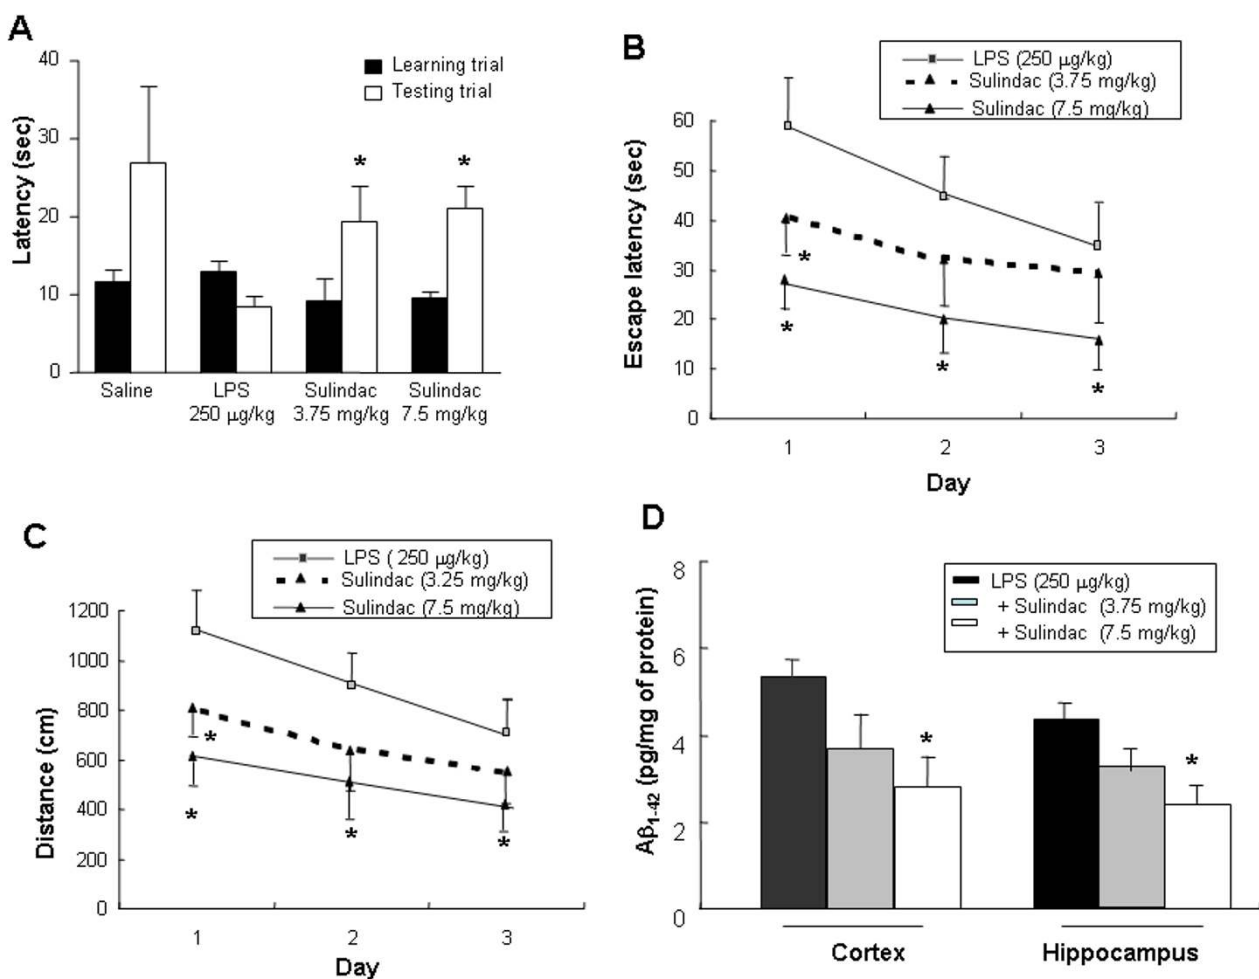 A
40
30
20
10
0
Latency (sec)
Learning trial
Testing trial
*
*
Saline
LPS
250 µg/kg
Sulindac
3.75 mg/kg
Sulindac
7.5 mg/kg
B
LPS (250 µg/kg)
Sulindac (3.75 mg/kg)
Sulindac (7.5 mg/kg)
60
50
40
30
20
10
0
Escape latency (sec)
*
*
*
*
1
2
3
Day
C
LPS ( 250 µg/kg)
Sulindac (3.25 mg/kg)
Sulindac (7.5 mg/kg)
1200
1000
800
600
400
200
0
Distance (cm)
*
*
*
*
1
2
3
Day
D
LPS (250 µg/kg)
+ Sulindac (3.75 mg/kg)
+ Sulindac (7.5 mg/kg)
8
6
4
2
0
Aβ1-42 (pg/mg of protein)
*
*
Cortex
Hippocampus